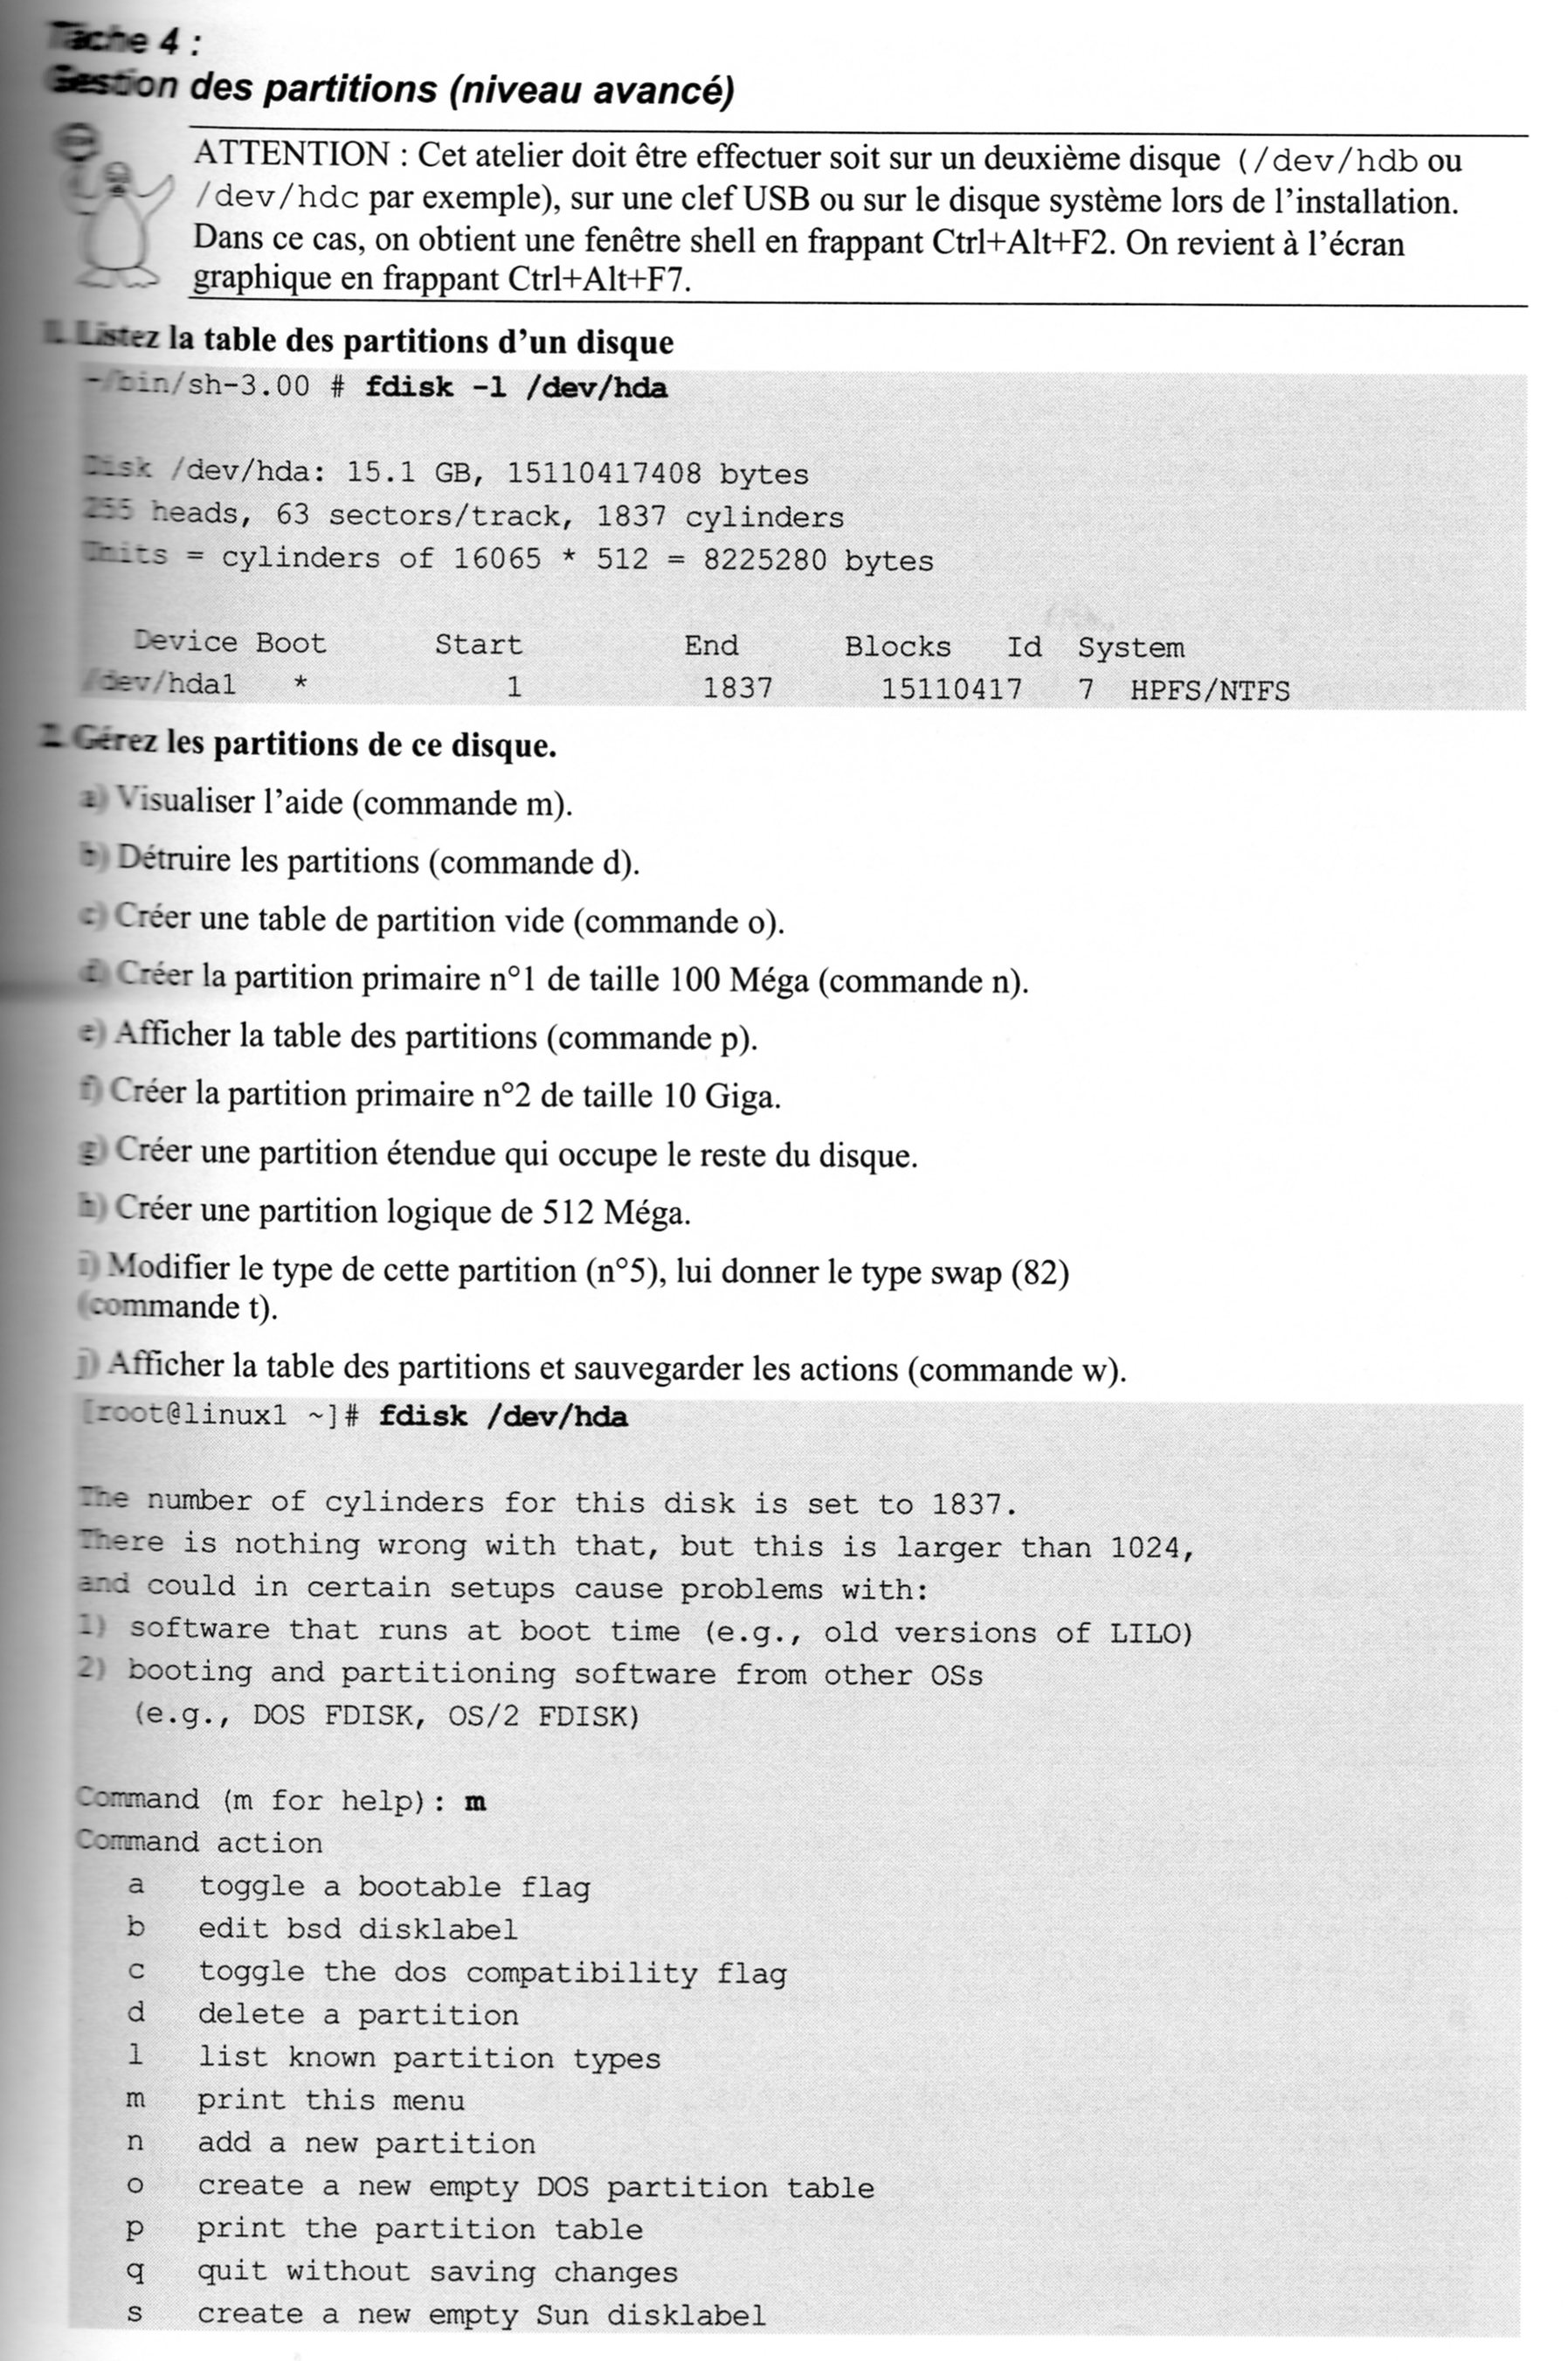 Tâche 4 :
Gestion des partitions (niveau avancé)
ATTENTION : Cet atelier doit être effectuer soit sur un deuxième disque (/dev/hdb ou
/dev/hdc par exemple), sur une clef USB ou sur le disque système lors de l'installation.
Dans ce cas, on obtient une fenêtre shell en frappant Ctrl+Alt+F2. On revient à l'écran
graphique en frappant Ctrl+Alt+F7.
1. Listez la table des partitions d'un disque
-/bin/sh-3.00 # fdisk -l /dev/hda
Disk /dev/hda: 15.1 GB, 15110417408 bytes
255 heads, 63 sectors/track, 1837 cylinders
Units = cylinders of 16065 * 512 = 8225280 bytes
Device Boot Start End Blocks Id System
/dev/hda1 * 1 1837 15110417 7 HPFS/NTFS
2. Gérez les partitions de ce disque.
a) Visualiser l'aide (commande m).
b) Détruire les partitions (commande d).
c) Créer une table de partition vide (commande o).
d) Créer la partition primaire n°1 de taille 100 Méga (commande n).
e) Afficher la table des partitions (commande p).
f) Créer la partition primaire n°2 de taille 10 Giga.
g) Créer une partition étendue qui occupe le reste du disque.
h) Créer une partition logique de 512 Méga.
i) Modifier le type de cette partition (n°5), lui donner le type swap (82)
(commande t).
j) Afficher la table des partitions et sauvegarder les actions (commande w).
[root@linux1 ~]# fdisk /dev/hda
The number of cylinders for this disk is set to 1837.
There is nothing wrong with that, but this is larger than 1024,
and could in certain setups cause problems with:
1) software that runs at boot time (e.g., old versions of LILO)
2) booting and partitioning software from other OSs
(e.g., DOS FDISK, OS/2 FDISK)
Command (m for help): m
Command action
a toggle a bootable flag
b edit bsd disklabel
c toggle the dos compatibility flag
d delete a partition
l list known partition types
m print this menu
n add a new partition
o create a new empty DOS partition table
p print the partition table
q quit without saving changes
s create a new empty Sun disklabel